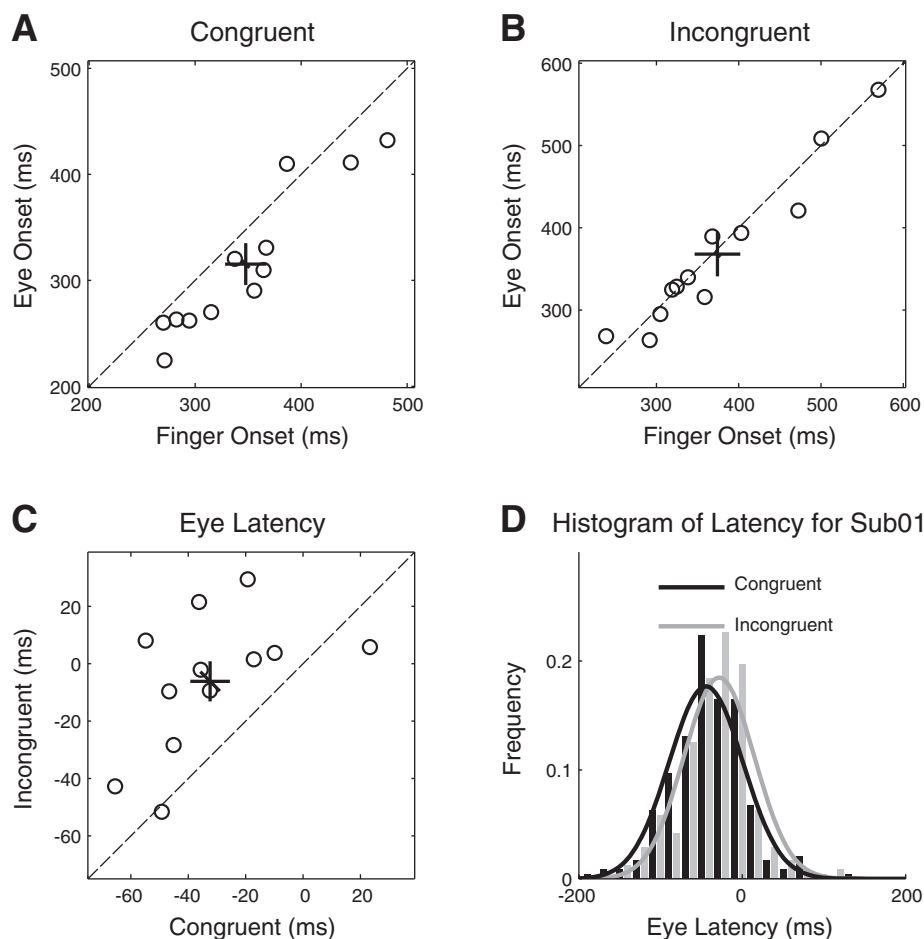 A
Congruent
500
400
300
200
Eye Onset (ms)
200 300 400 500
Finger Onset (ms)
B
Incongruent
600
500
400
300
Eye Onset (ms)
300 400 500 600
Finger Onset (ms)
C
Eye Latency
20
0
-20
-40
-60
Incongruent (ms)
-60 -40 -20 0 20
Congruent (ms)
D Histogram of Latency for Sub01
Congruent
Incongruent
0.2
0.1
0
Frequency
-200 0 200
Eye Latency (ms)